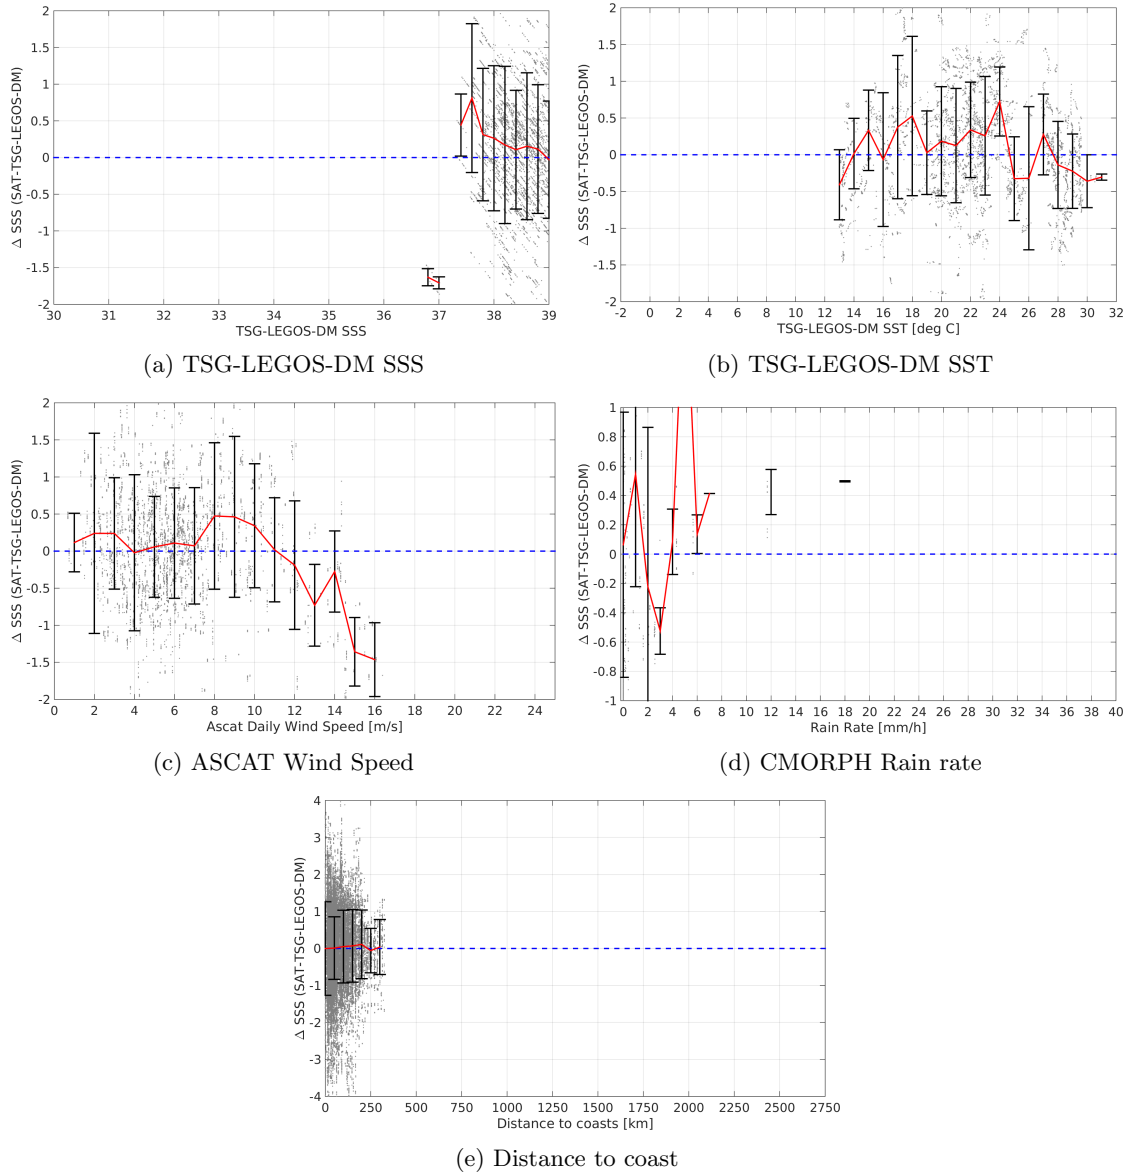 2
1.5
1
0.5
0
-0.5
-1
-1.5
-2
Δ SSS (SAT-TSG-LEGOS-DM)
30 31 32 33 34 35 36 37 38 39
TSG-LEGOS-DM SSS
(a) TSG-LEGOS-DM SSS
2
1.5
1
0.5
0
-0.5
-1
-1.5
-2
Δ SSS (SAT-TSG-LEGOS-DM)
-2 0 2 4 6 8 10 12 14 16 18 20 22 24 26 28 30 32
TSG-LEGOS-DM SST [deg C]
(b) TSG-LEGOS-DM SST
2
1.5
1
0.5
0
-0.5
-1
-1.5
-2
Δ SSS (SAT-TSG-LEGOS-DM)
0 2 4 6 8 10 12 14 16 18 20 22 24
Ascat Daily Wind Speed [m/s]
(c) ASCAT Wind Speed
1
0.8
0.6
0.4
0.2
0
-0.2
-0.4
-0.6
-0.8
-1
Δ SSS (SAT-TSG-LEGOS-DM)
0 2 4 6 8 10 12 14 16 18 20 22 24 26 28 30 32 34 36 38 40
Rain Rate [mm/h]
(d) CMORPH Rain rate
4
3
2
1
0
-1
-2
-3
-4
Δ SSS (SAT-TSG-LEGOS-DM)
0 250 500 750 1000 1250 1500 1750 2000 2250 2500 2750
Distance to coasts [km]
(e) Distance to coast